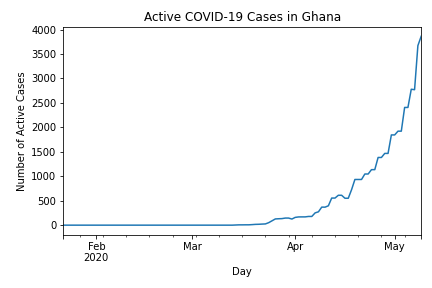 Active COVID-19 Cases in Ghana
4000
3500
3000
2500
2000
1500
1000
500
0
Number of Active Cases
Feb
2020
Mar
Apr
May
Day